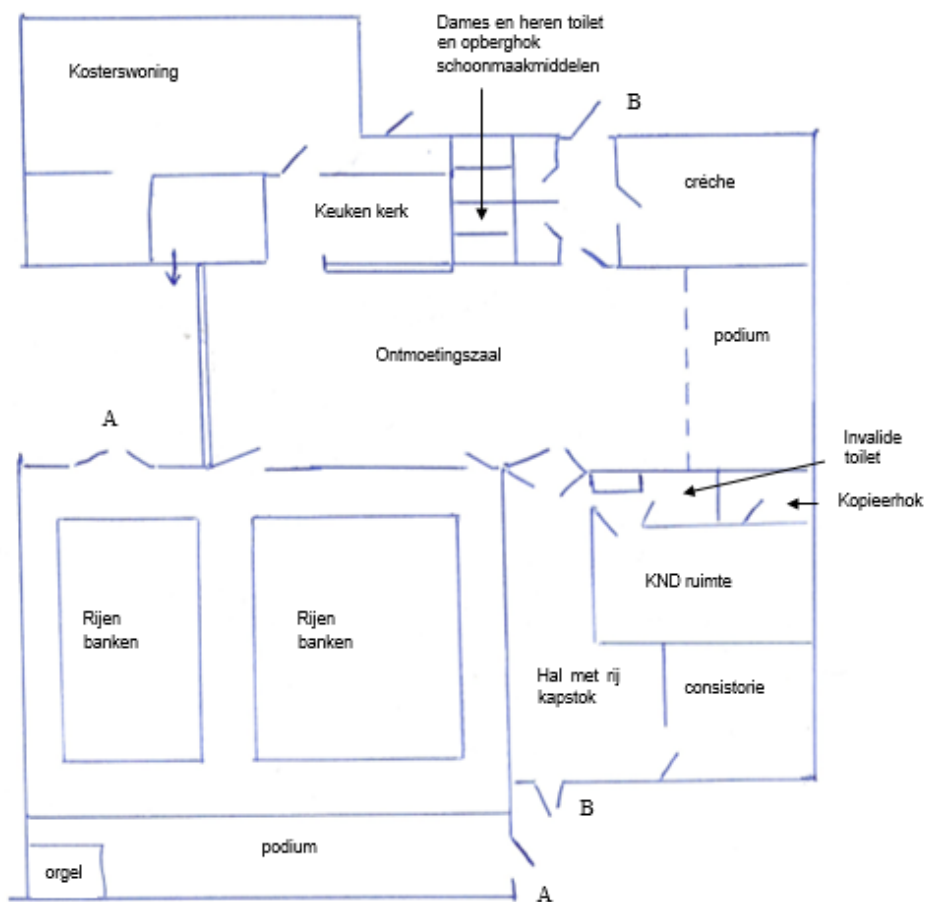 Dames en heren toilet
en opberghok
schoonmaakmiddelen
Kosterswoning
B
crèche
Keuken kerk
podium
Ontmoetingszaal
A
Invalide
toilet
Kopieerhok
KND ruimte
Rijen
banken
Rijen
banken
Hal met rij
kapstok
consistorie
B
podium
orgel
A